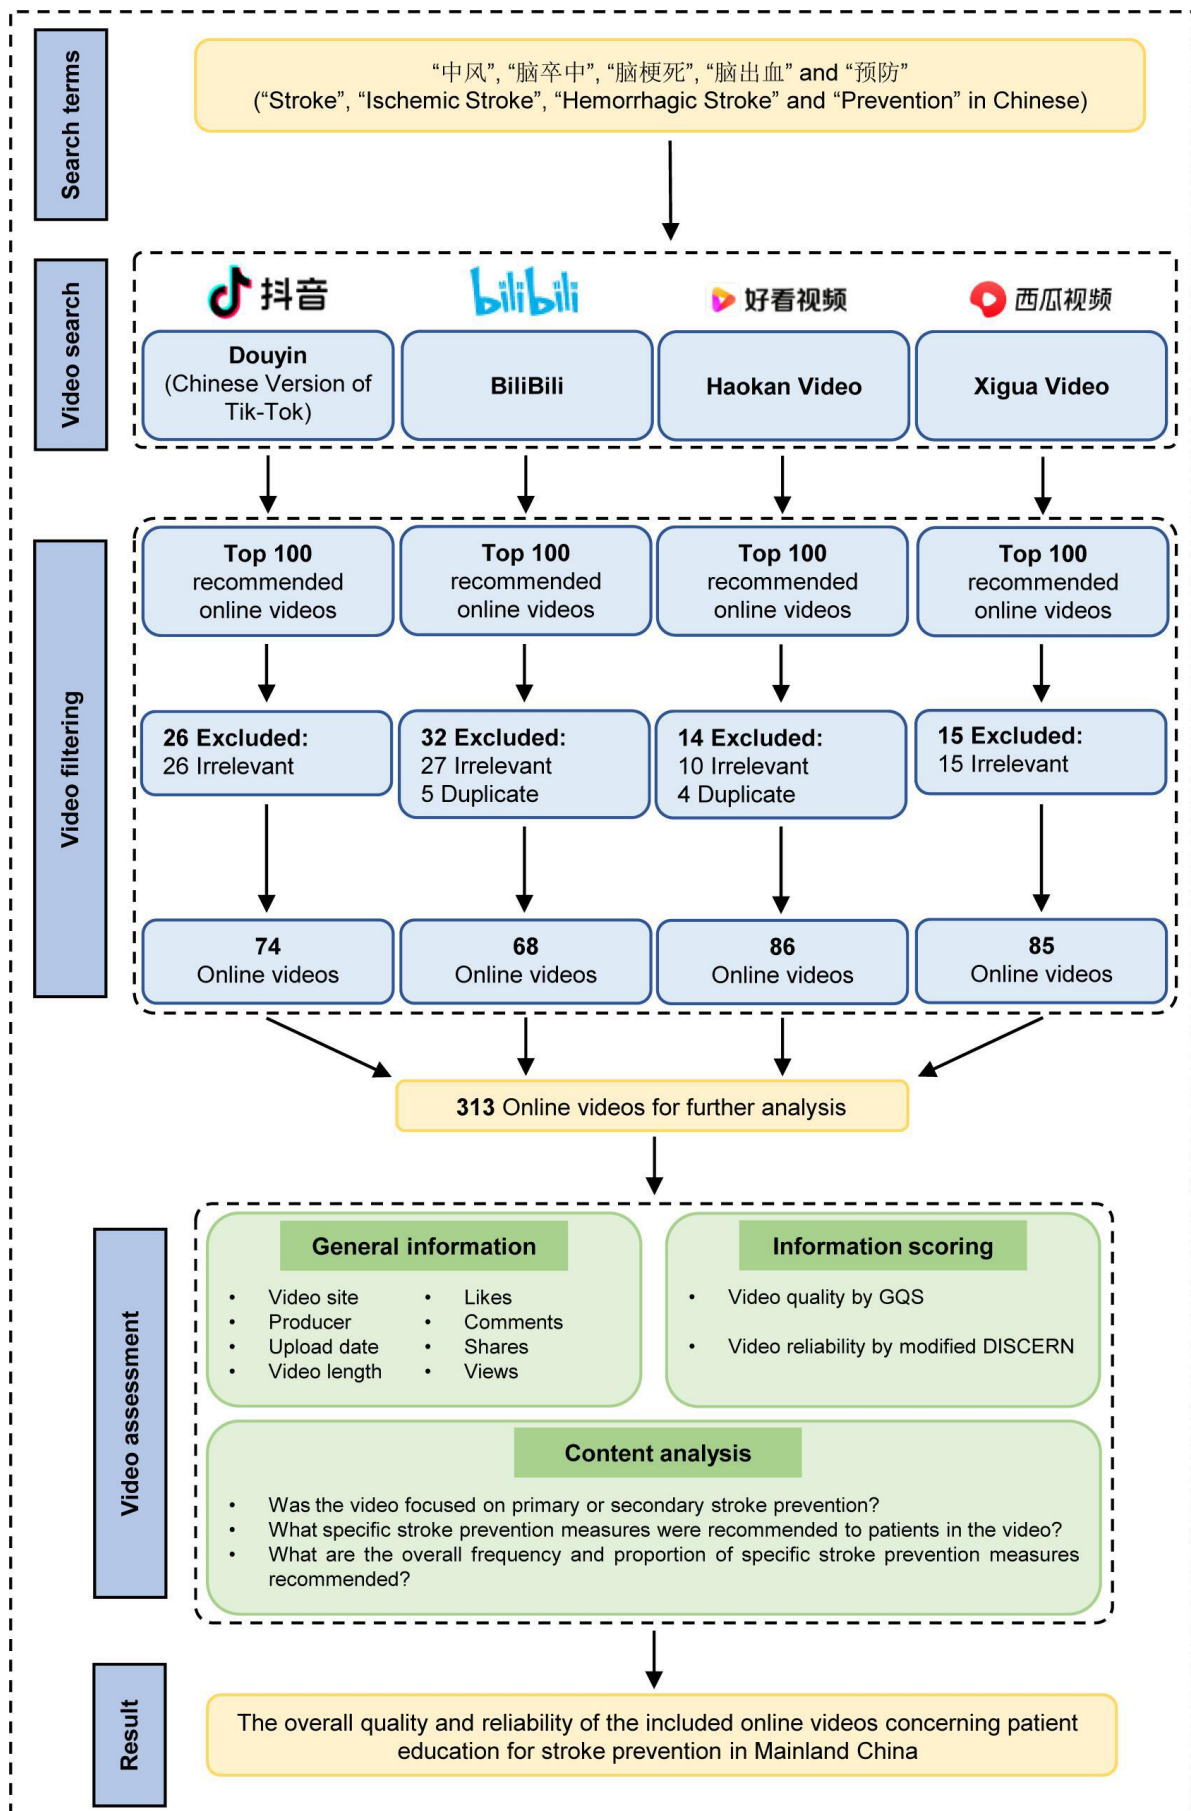 Search terms
“中风”, “脑卒中”, “脑梗死”, “脑出血” and “预防”
(“Stroke”, “Ischemic Stroke”, “Hemorrhagic Stroke” and “Prevention” in Chinese)
Video search
抖音
bilibili
好看视频
西瓜视频
Douyin
(Chinese Version of
Tik-Tok)
BiliBili
Haokan Video
Xigua Video
Video filtering
Top 100
recommended
online videos
Top 100
recommended
online videos
Top 100
recommended
online videos
Top 100
recommended
online videos
26 Excluded:
26 Irrelevant
32 Excluded:
27 Irrelevant
5 Duplicate
14 Excluded:
10 Irrelevant
4 Duplicate
15 Excluded:
15 Irrelevant
74
Online videos
68
Online videos
86
Online videos
85
Online videos
313 Online videos for further analysis
Video assessment
General information
• Video site
• Producer
• Upload date
• Video length
• Likes
• Comments
• Shares
• Views
Information scoring
• Video quality by GQS
• Video reliability by modified DISCERN
Content analysis
• Was the video focused on primary or secondary stroke prevention?
• What specific stroke prevention measures were recommended to patients in the video?
• What are the overall frequency and proportion of specific stroke prevention measures
recommended?
Result
The overall quality and reliability of the included online videos concerning patient
education for stroke prevention in Mainland China